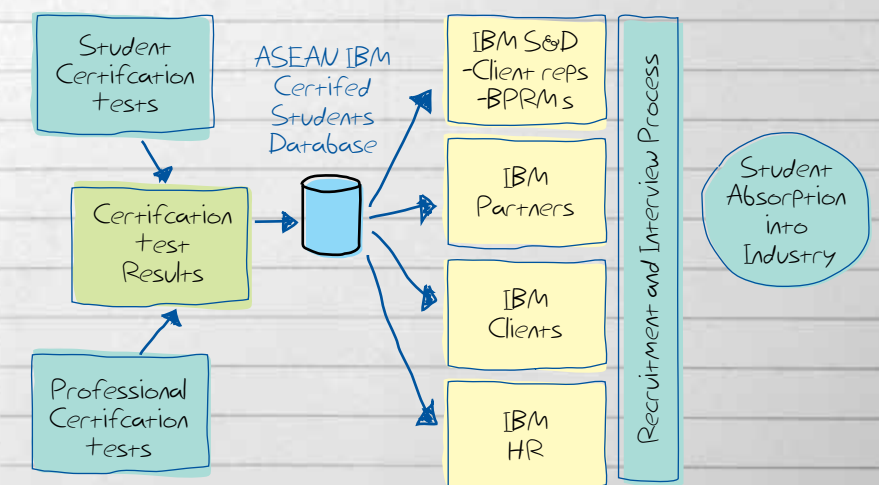 Student
Certifcation
tests
ASEAN IBM
Certifed
Students
Database
Certifcation
test
Results
Professional
Certifcation
tests
IBM S&D
-Client reps
-BPRMs
IBM
Partners
IBM
Clients
IBM
HR
Recruitment and Interview Process
Student
Absorption
into
Industry